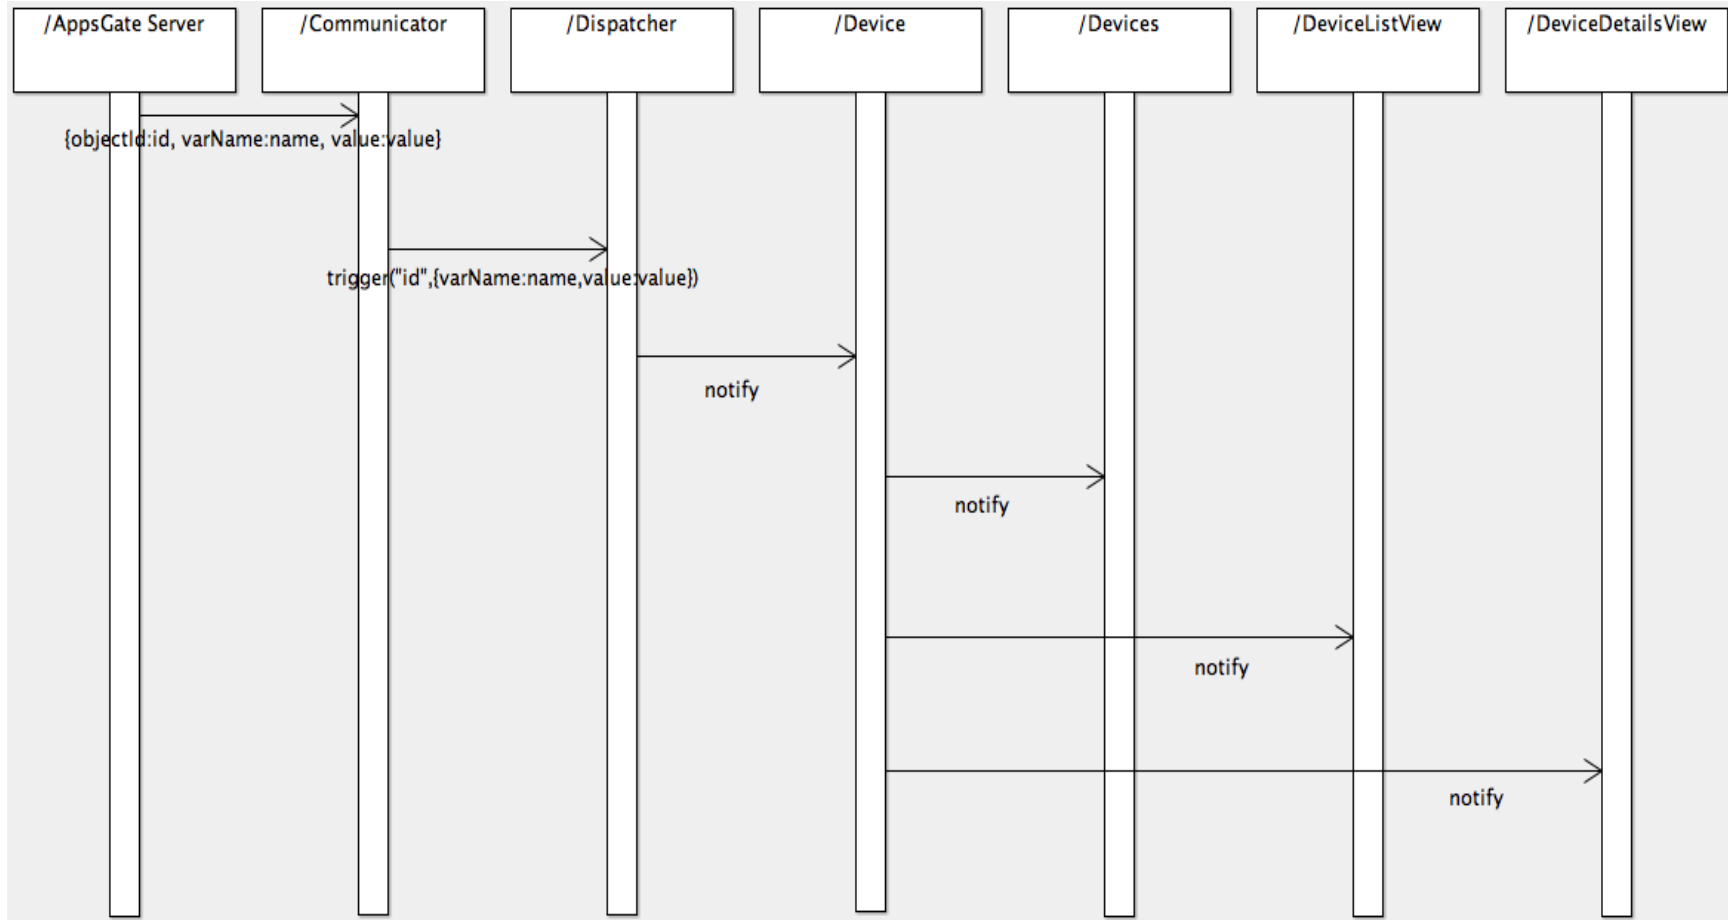 /AppsGate Server
/Communicator
/Dispatcher
/Device
/Devices
/DeviceListView
/DeviceDetailsView
{objectId:id, varName:name, value:value}
trigger("id",{varName:name,value:value})
notify
notify
notify
notify